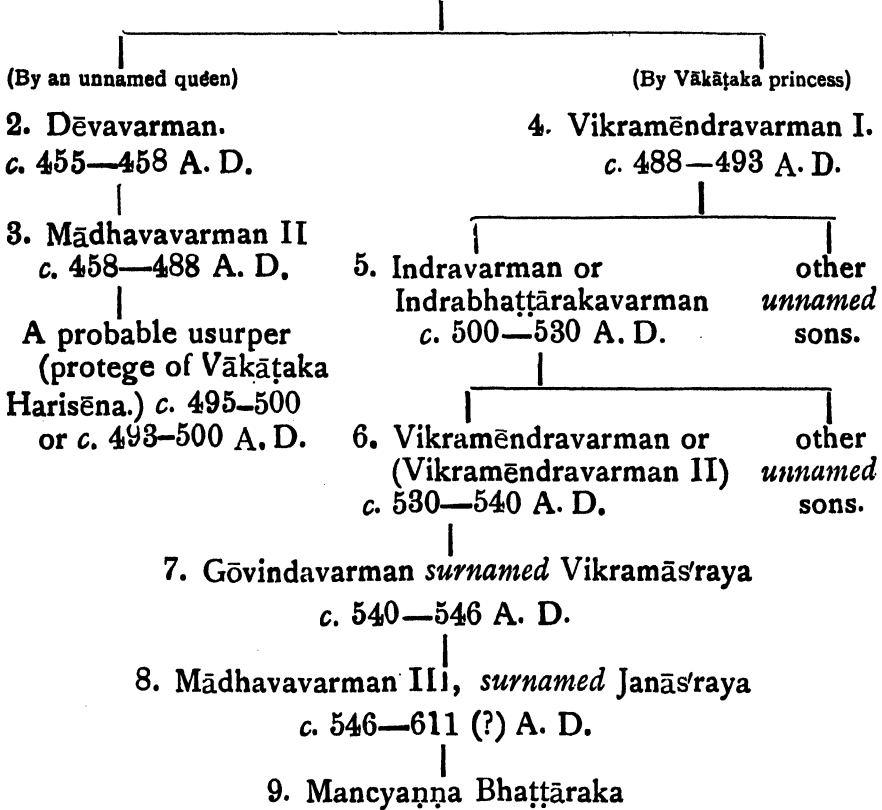 (By an unnamed queen)
(By Vākāṭaka princess)
2. Dēvavarman.
c. 455—458 A. D.
3. Mādhavavarman II
c. 458—488 A. D.
A probable usurper
(protege of Vākāṭaka
Harisēna.) c. 495–500
or c. 493–500 A. D.
4. Vikramēndravarman I.
c. 488—493 A. D.
5. Indravarman or
Indrabhaṭṭārakavarman
c. 500—530 A. D.
other
unnamed
sons.
6. Vikramēndravarman or
(Vikramēndravarman II)
c. 530—540 A. D.
other
unnamed
sons.
7. Gōvindavarman surnamed Vikramās'raya
c. 540—546 A. D.
8. Mādhavavarman III, surnamed Janās'raya
c. 546—611 (?) A. D.
9. Mancyaṇṇa Bhaṭṭāraka